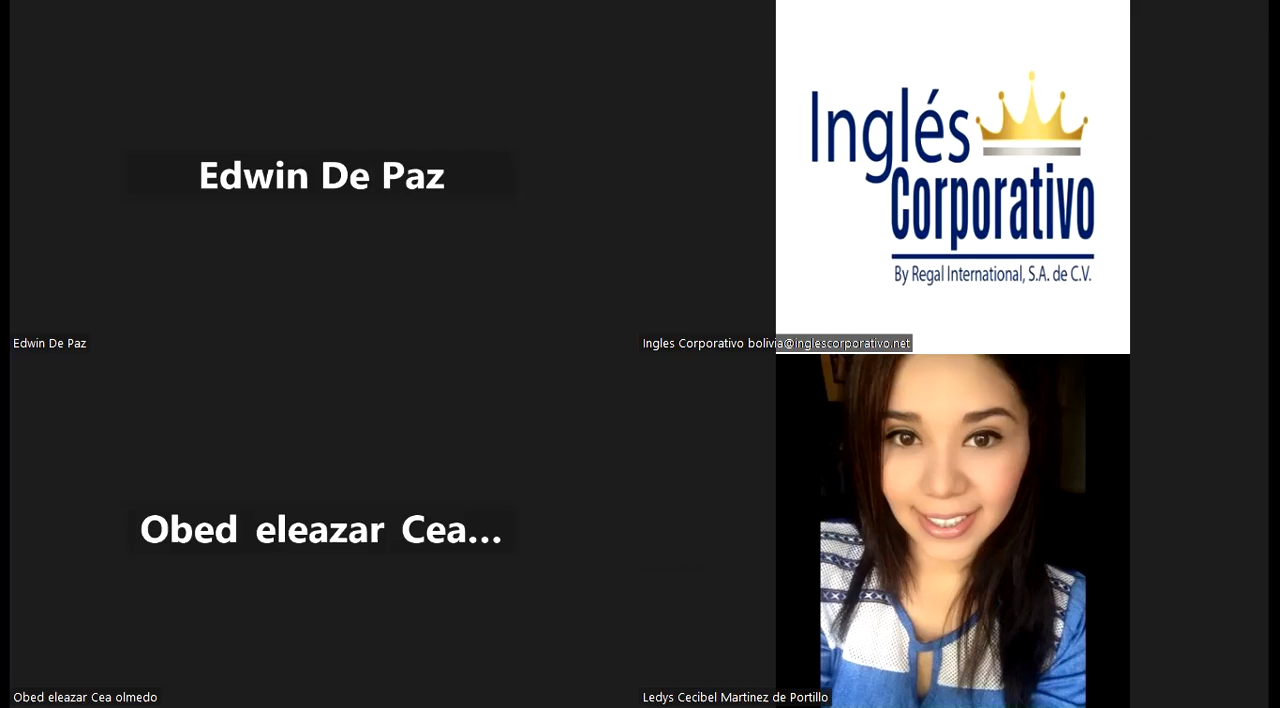 Edwin De Paz
Edwin De Paz
Inglés
Corporativo
By Regal International, S.A. de C.V.
Ingles Corporativo bolivia@inglescorporativo.net
Obed eleazar Cea...
Obed eleazar Cea olmedo
Ledys Cecibel Martinez de Portillo